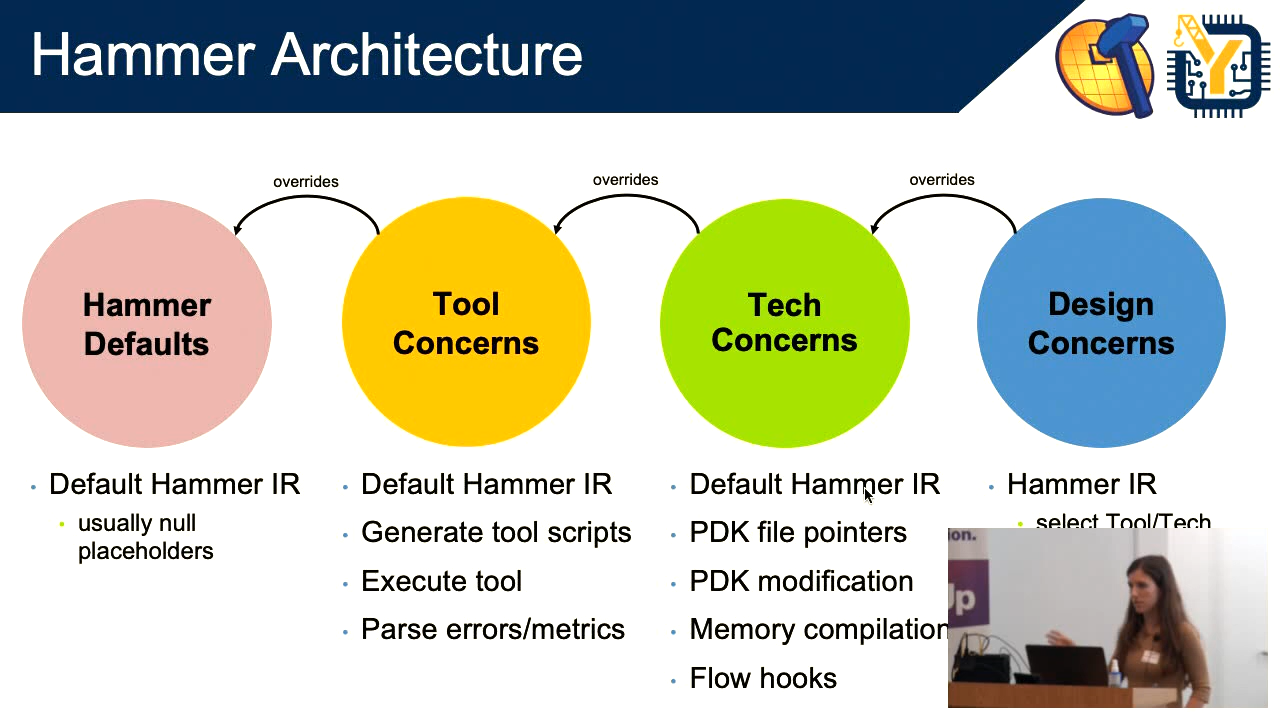 Hammer Architecture
overrides
overrides
overrides
Hammer
Defaults
Tool
Concerns
Tech
Concerns
Design
Concerns
• Default Hammer IR
• usually null
placeholders
• Default Hammer IR
• Generate tool scripts
• Execute tool
• Parse errors/metrics
• Default Hammer IR
• PDK file pointers
• PDK modification
• Memory compilation
• Flow hooks
• Hammer IR
• select Tool/Tech
ion.
Up